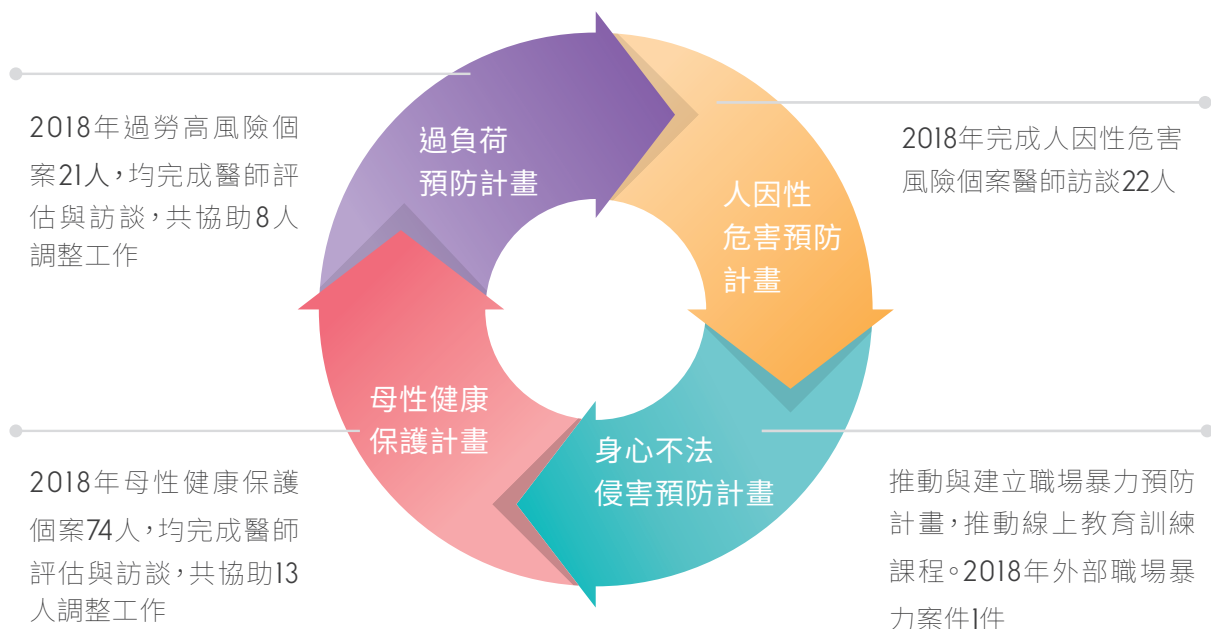 過負荷
預防計畫
2018年過勞高風險個
案21人，均完成醫師評
估與訪談，共協助8人
調整工作
人因性
危害預防
計畫
2018年完成人因性危害
風險個案醫師訪談22人
母性健康
保護計畫
2018年母性健康保護
個案74人，均完成醫師
評估與訪談，共協助13
人調整工作
身心不法
侵害預防計畫
推動與建立職場暴力預防
計畫，推動線上教育訓練
課程。2018年外部職場暴
力案件1件